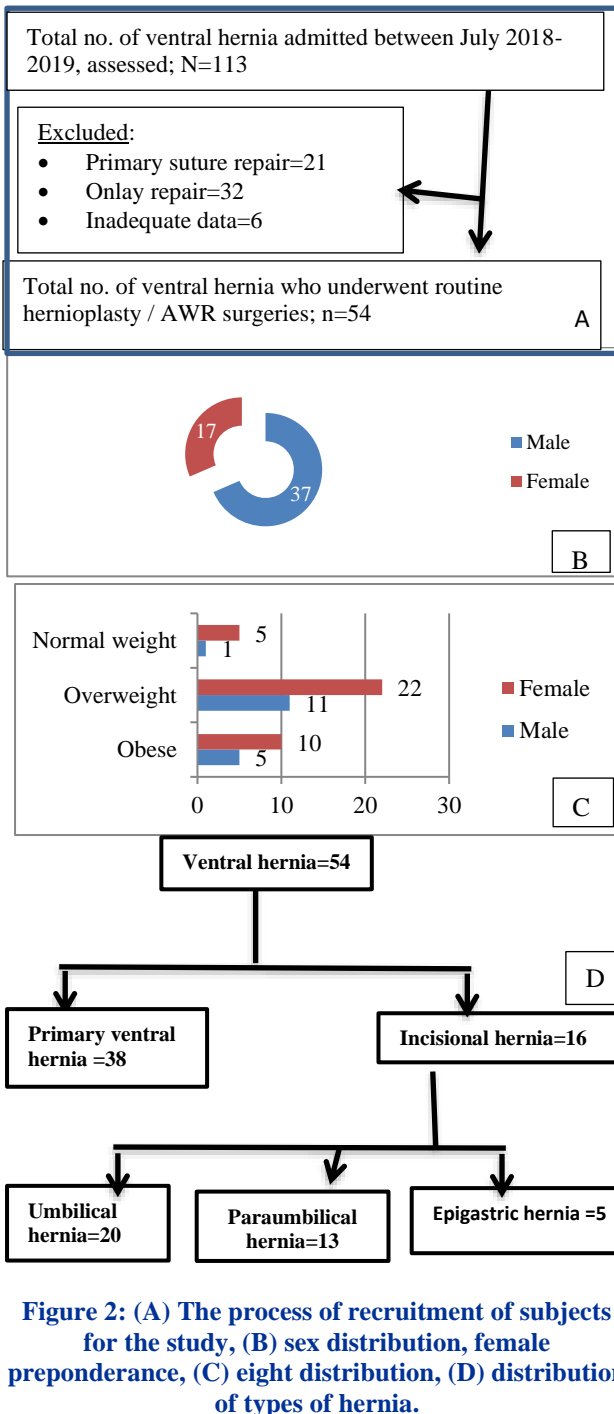 Total no. of ventral hernia admitted between July 2018-
2019, assessed; N=113
Excluded:
• Primary suture repair=21
• Onlay repair=32
• Inadequate data=6
Total no. of ventral hernia who underwent routine
hernioplasty / AWR surgeries; n=54
A
17
37
Male
Female
B
Normal weight
5
1
Overweight
22
11
Obese
10
5
0 10 20 30
Female
Male
C
Ventral hernia=54
D
Primary ventral
hernia =38
Incisional hernia=16
Umbilical
hernia=20
Paraumbilical
hernia=13
Epigastric hernia =5
Figure 2: (A) The process of recruitment of subjects
for the study, (B) sex distribution, female
preponderance, (C) eight distribution, (D) distribution
of types of hernia.